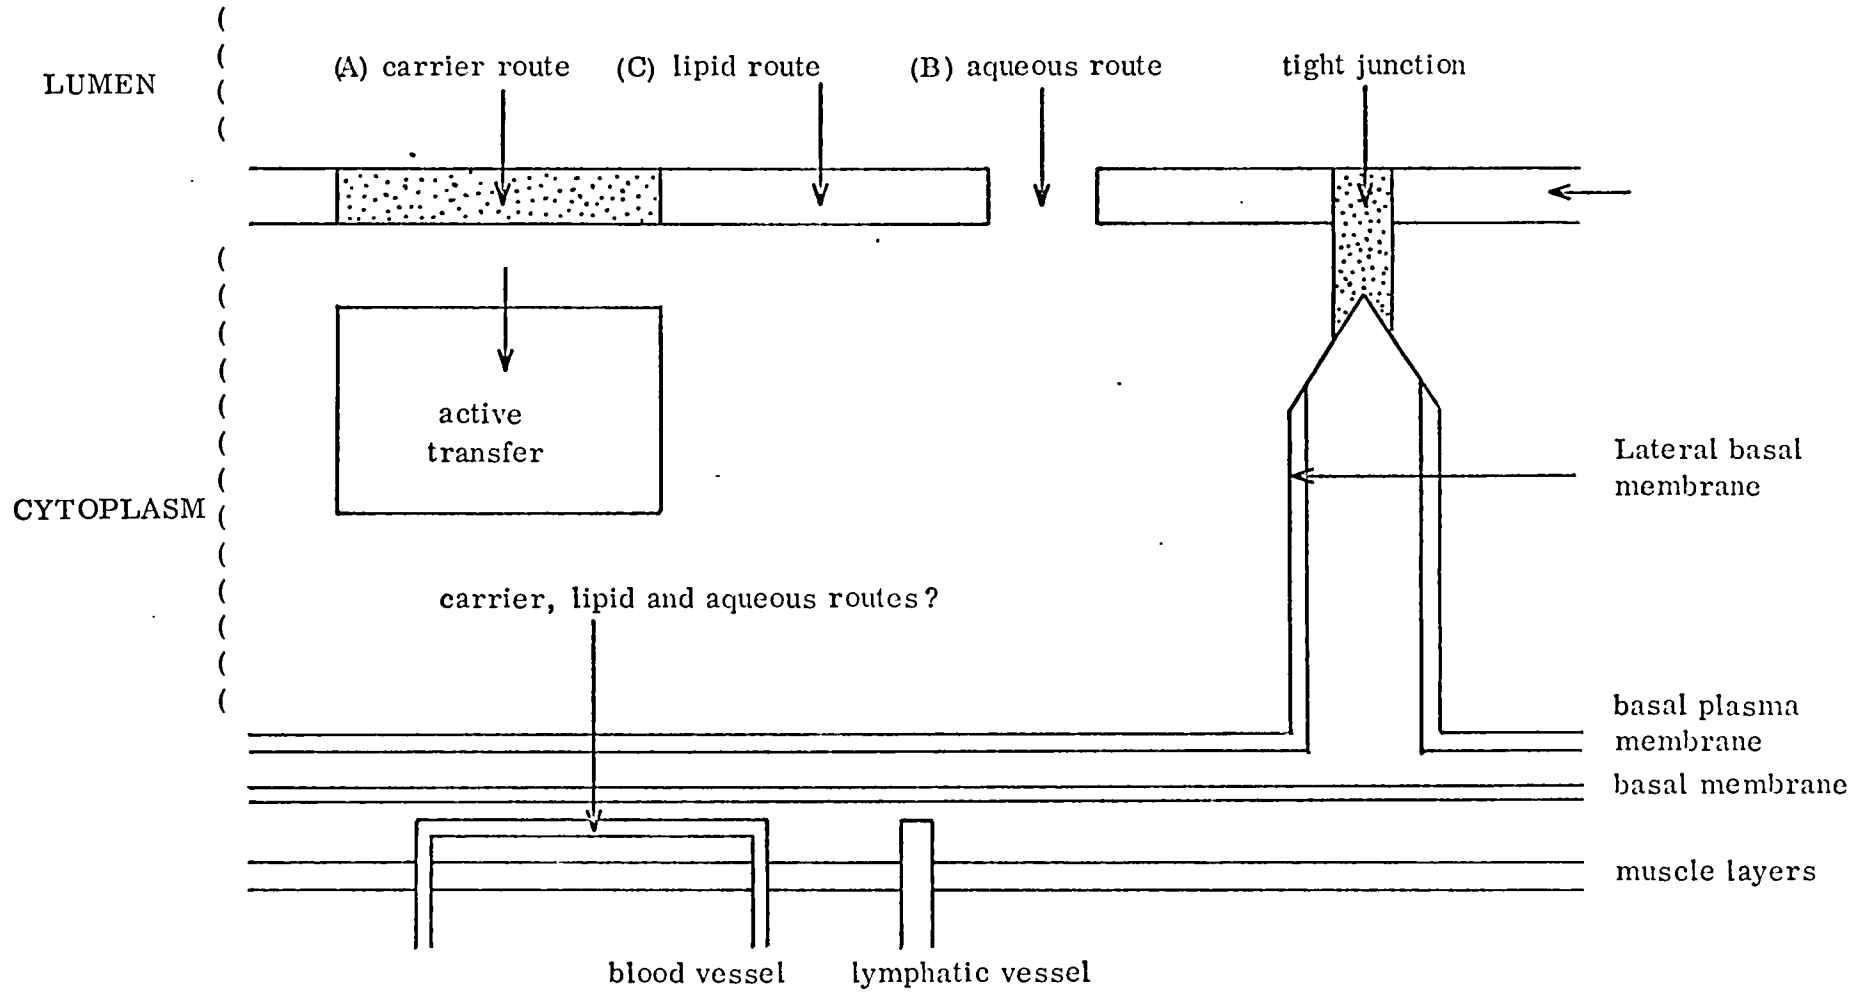 LUMEN
(A) carrier route
(C) lipid route
(B) aqueous route
tight junction
active
transfer
CYTOPLASM
Lateral basal
membrane
carrier, lipid and aqueous routes?
basal plasma
membrane
basal membrane
muscle layers
blood vessel
lymphatic vessel